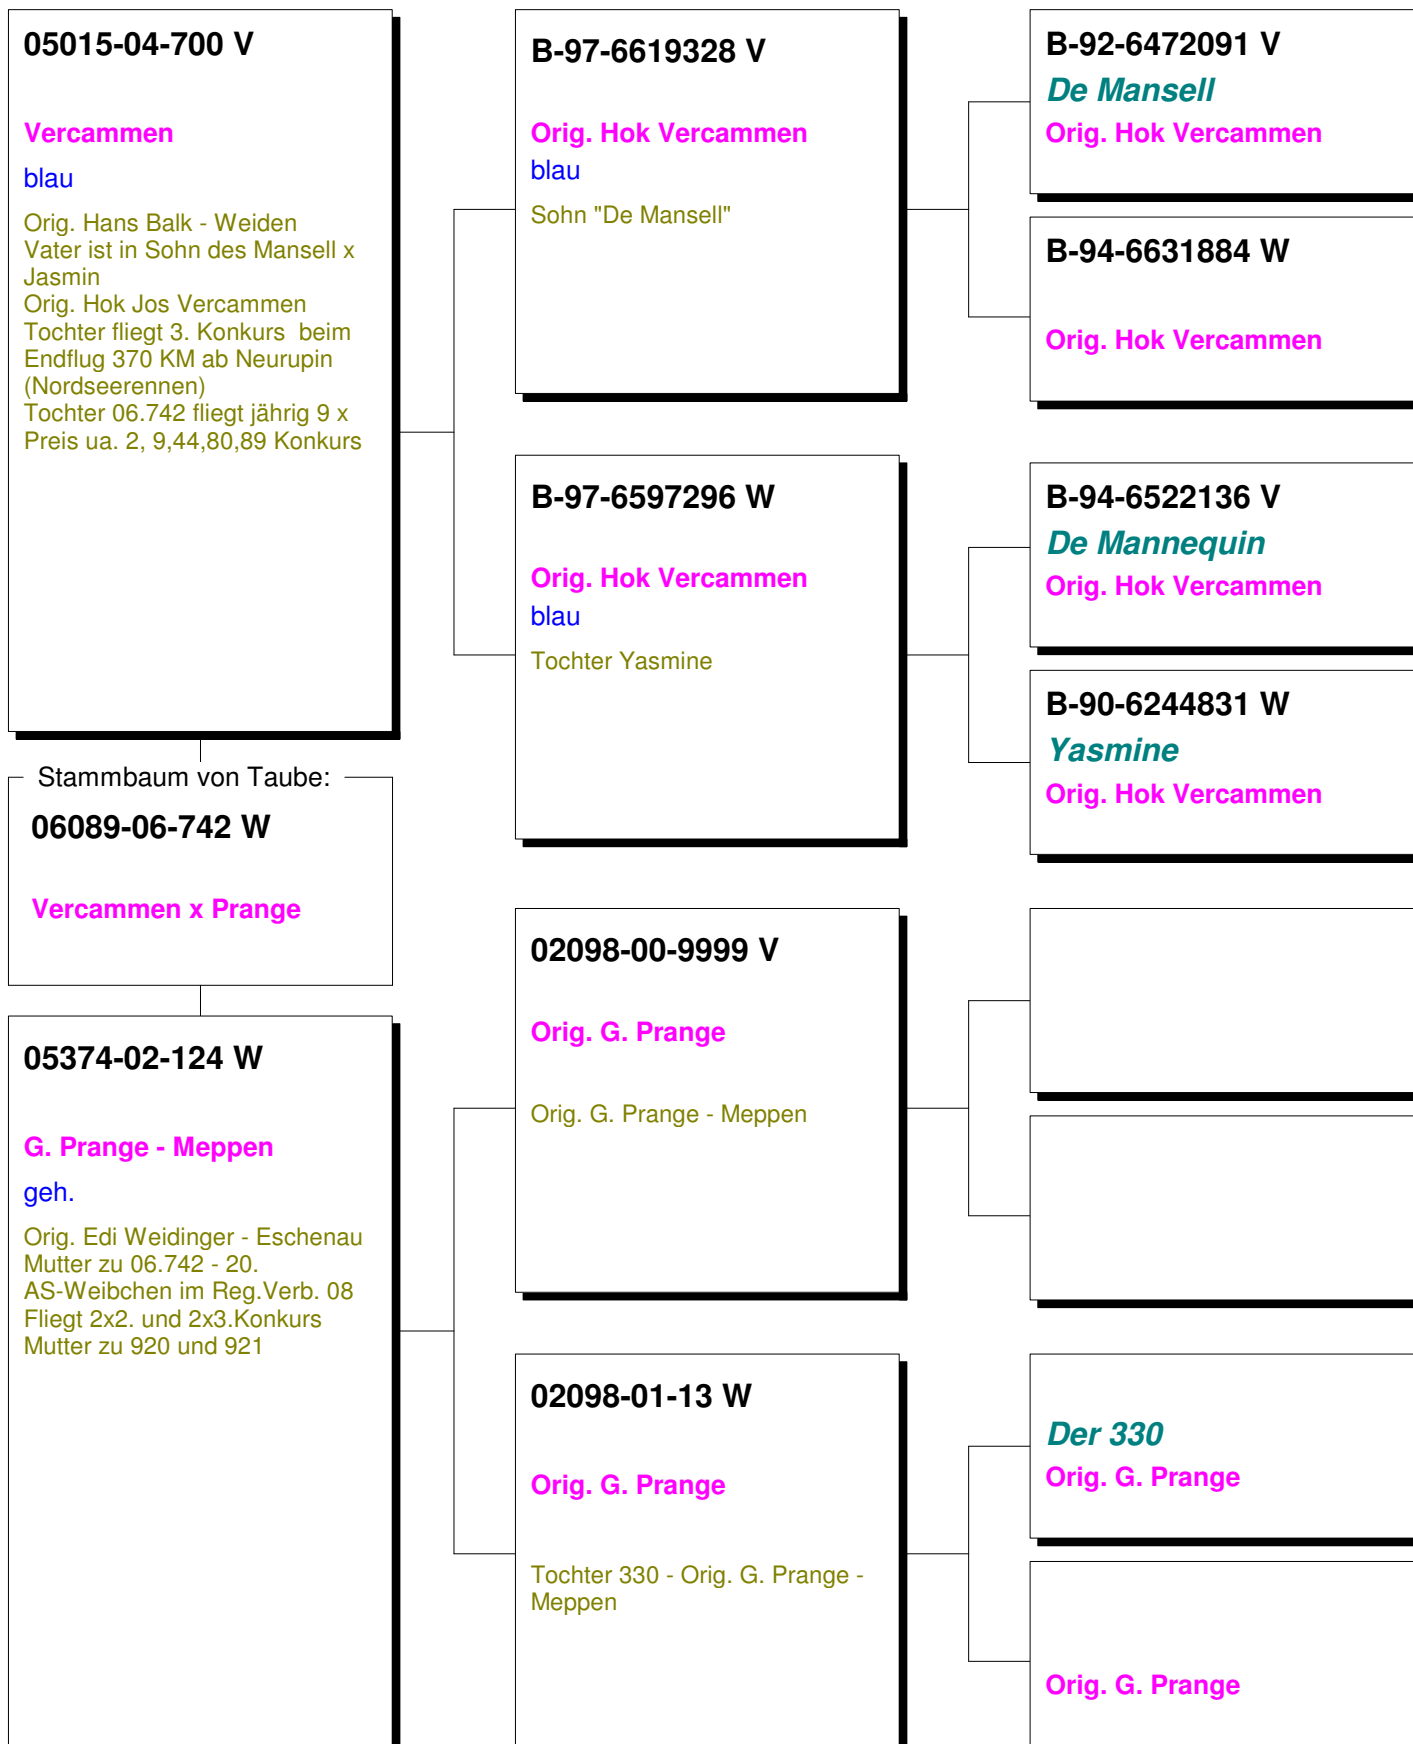 05015-04-700 V
Vercammen
blau
Orig. Hans Balk - Weiden
Vater ist in Sohn des Mansell x
Jasmin
Orig. Hok Jos Vercammen
Tochter fliegt 3. Konkurs  beim
Endflug 370 KM ab Neurupin
(Nordseerennen)
Tochter 06.742 fliegt jährig 9 x
Preis ua. 2, 9,44,80,89 Konkurs
Stammbaum von Taube:
06089-06-742 W
Vercammen x Prange
05374-02-124 W
G. Prange - Meppen
geh.
Orig. Edi Weidinger - Eschenau
Mutter zu 06.742 - 20.
AS-Weibchen im Reg.Verb. 08
Fliegt 2x2. und 2x3.Konkurs
Mutter zu 920 und 921
B-97-6619328 V
Orig. Hok Vercammen
blau
Sohn "De Mansell"
B-97-6597296 W
Orig. Hok Vercammen
blau
Tochter Yasmine
02098-00-9999 V
Orig. G. Prange
Orig. G. Prange - Meppen
02098-01-13 W
Orig. G. Prange
Tochter 330 - Orig. G. Prange -
Meppen
B-92-6472091 V
De Mansell
Orig. Hok Vercammen
B-94-6631884 W
Orig. Hok Vercammen
B-94-6522136 V
De Mannequin
Orig. Hok Vercammen
B-90-6244831 W
Yasmine
Orig. Hok Vercammen
Der 330
Orig. G. Prange
Orig. G. Prange